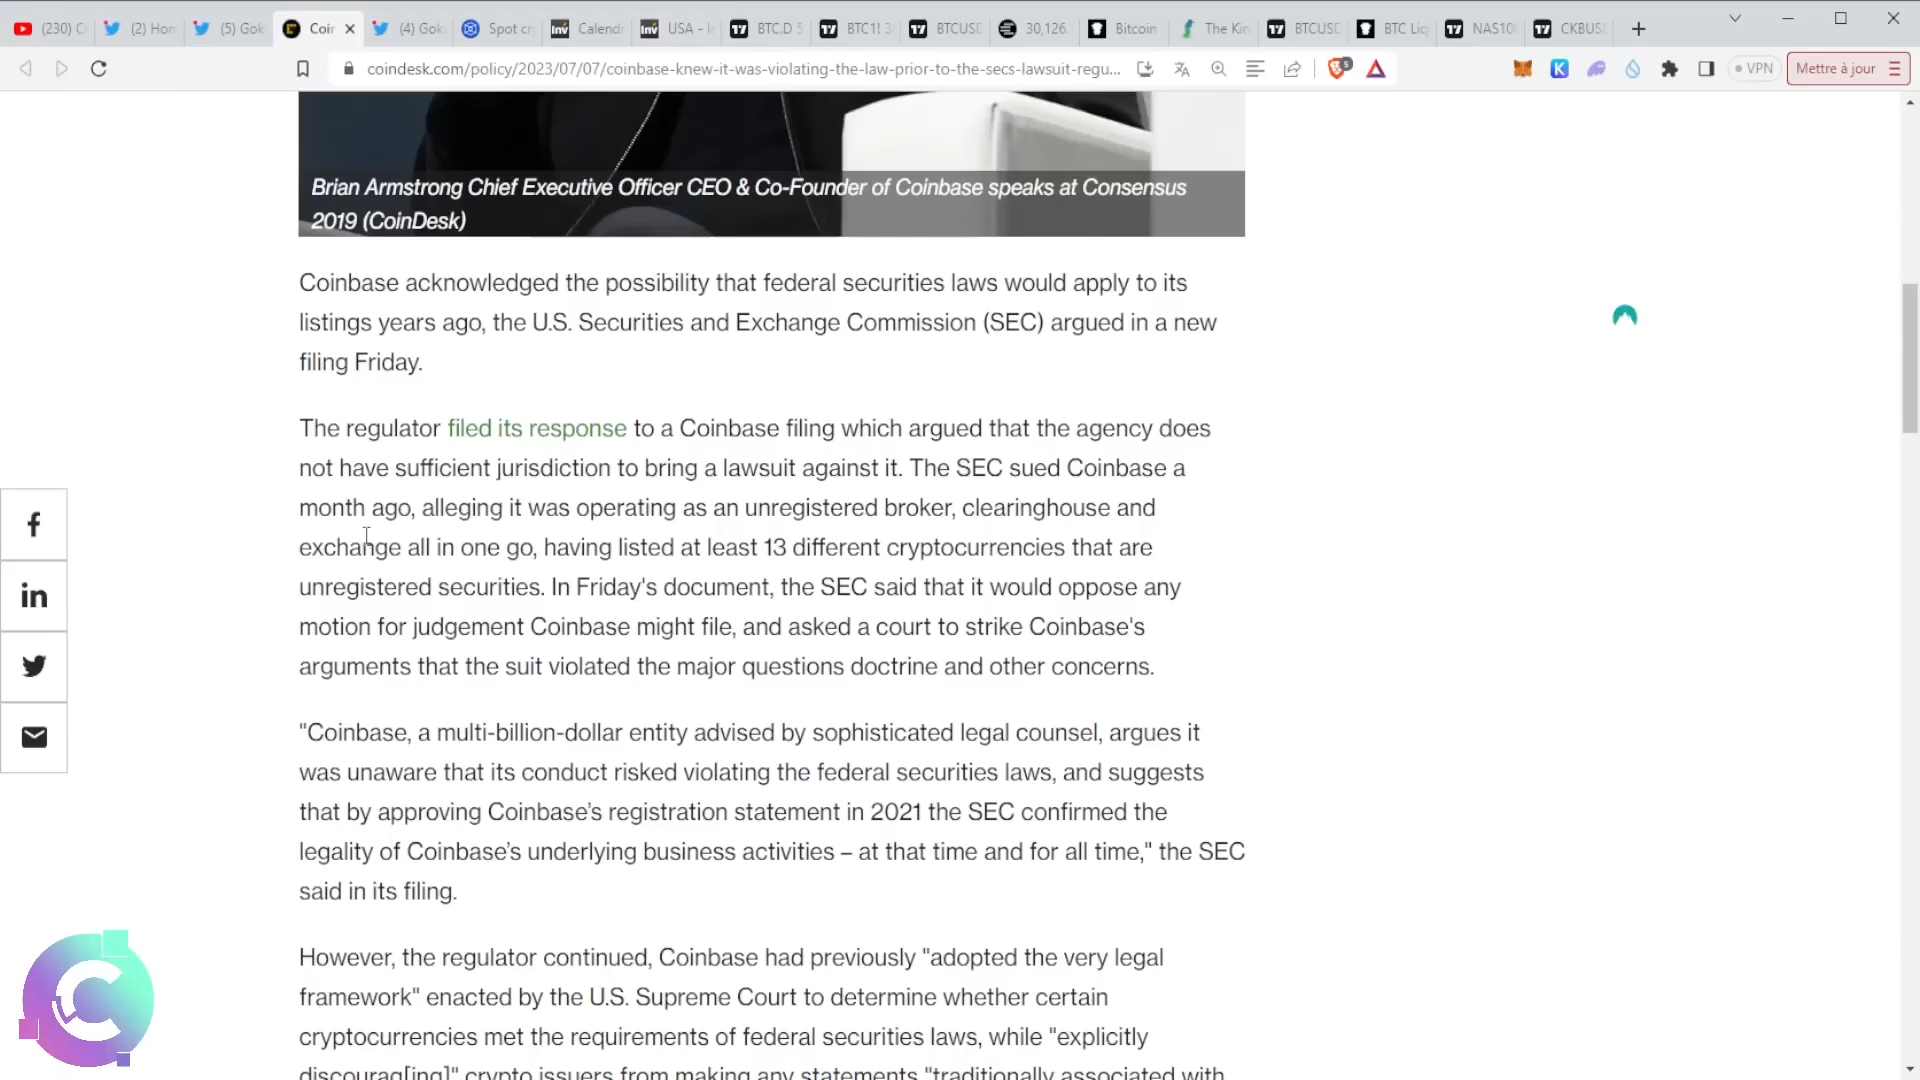 (230) C
(2) Hom
(5) Gok
Coin
(4) Gok
Spot cr
Calend
USA - I
BTC.D 5
BTC1! 3
BTCUSD
30,126.
Bitcoin
The Kin
BTCUSD
BTC Liq
NAS100
CKBUSD
coindesk.com/policy/2023/07/07/coinbase-knew-it-was-violating-the-law-prior-to-the-secs-lawsuit-regu...
5
VPN
Mettre à jour
Brian Armstrong Chief Executive Officer CEO & Co-Founder of Coinbase speaks at Consensus
2019 (CoinDesk)
Coinbase acknowledged the possibility that federal securities laws would apply to its
listings years ago, the U.S. Securities and Exchange Commission (SEC) argued in a new
filing Friday.
The regulator filed its response to a Coinbase filing which argued that the agency does
not have sufficient jurisdiction to bring a lawsuit against it. The SEC sued Coinbase a
month ago, alleging it was operating as an unregistered broker, clearinghouse and
exchange all in one go, having listed at least 13 different cryptocurrencies that are
unregistered securities. In Friday's document, the SEC said that it would oppose any
motion for judgement Coinbase might file, and asked a court to strike Coinbase's
arguments that the suit violated the major questions doctrine and other concerns.
"Coinbase, a multi-billion-dollar entity advised by sophisticated legal counsel, argues it
was unaware that its conduct risked violating the federal securities laws, and suggests
that by approving Coinbase’s registration statement in 2021 the SEC confirmed the
legality of Coinbase’s underlying business activities – at that time and for all time," the SEC
said in its filing.
However, the regulator continued, Coinbase had previously "adopted the very legal
framework" enacted by the U.S. Supreme Court to determine whether certain
cryptocurrencies met the requirements of federal securities laws, while "explicitly
discourag[ing]" crypto issuers from making any statements "traditionally associated with